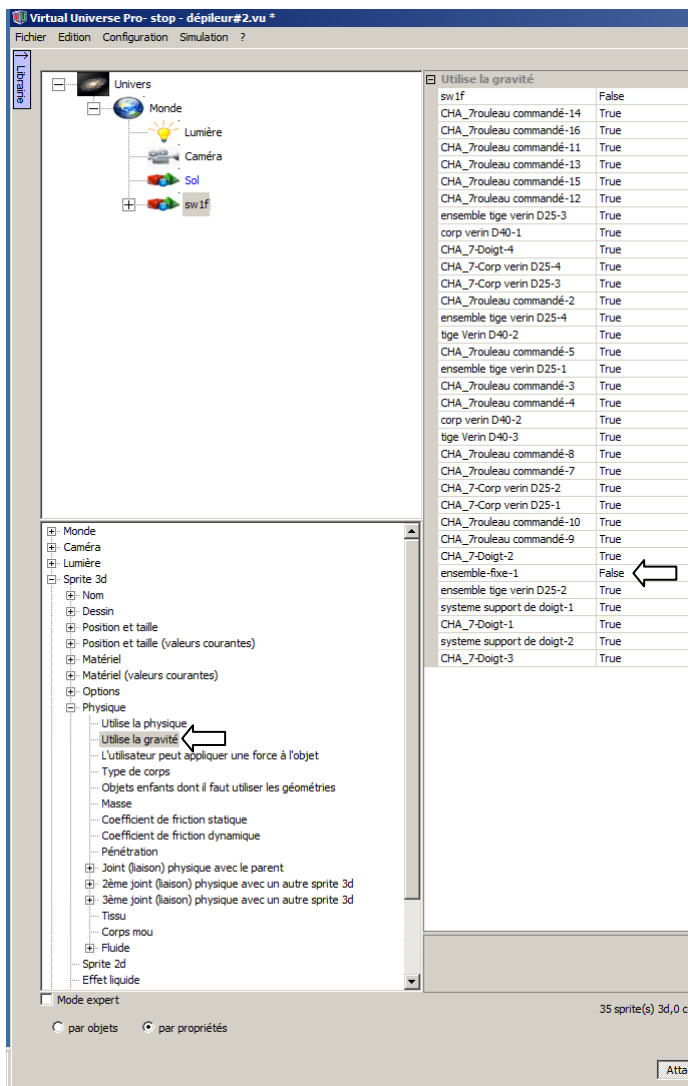 Virtual Universe Pro- stop - dépileur#2.vu *
Fichier Edition Configuration Simulation ?
Librairie
Univers
Monde
Lumière
Caméra
Sol
sw1f
Utilise la gravité
sw1f False
CHA_7rouleau commandé-14 True
CHA_7rouleau commandé-16 True
CHA_7rouleau commandé-11 True
CHA_7rouleau commandé-13 True
CHA_7rouleau commandé-15 True
CHA_7rouleau commandé-12 True
ensemble tige verin D25-3 True
corp verin D40-1 True
CHA_7-Doigt-4 True
CHA_7-Corp verin D25-4 True
CHA_7-Corp verin D25-3 True
CHA_7rouleau commandé-2 True
ensemble tige verin D25-4 True
tige Verin D40-2 True
CHA_7rouleau commandé-5 True
ensemble tige verin D25-1 True
CHA_7rouleau commandé-3 True
CHA_7rouleau commandé-4 True
corp verin D40-2 True
tige Verin D40-3 True
CHA_7rouleau commandé-8 True
CHA_7rouleau commandé-7 True
CHA_7-Corp verin D25-2 True
CHA_7-Corp verin D25-1 True
CHA_7rouleau commandé-10 True
CHA_7rouleau commandé-9 True
CHA_7-Doigt-2 True
ensemble-fixe-1 False
ensemble tige verin D25-2 True
systeme support de doigt-1 True
CHA_7-Doigt-1 True
systeme support de doigt-2 True
CHA_7-Doigt-3 True
Monde
Caméra
Lumière
Sprite 3d
Nom
Dessin
Position et taille
Position et taille (valeurs courantes)
Matériel
Matériel (valeurs courantes)
Options
Physique
Utilise la physique
Utilise la gravité
L'utilisateur peut appliquer une force à l'objet
Type de corps
Objets enfants dont il faut utiliser les géométries
Masse
Coefficient de friction statique
Coefficient de friction dynamique
Pénétration
Joint (liaison) physique avec le parent
2ème joint (liaison) physique avec un autre sprite 3d
3ème joint (liaison) physique avec un autre sprite 3d
Tissu
Corps mou
Fluide
Sprite 2d
Effet liquide
Mode expert
35 sprite(s) 3d,0 c
par objets par propriétés
Atta